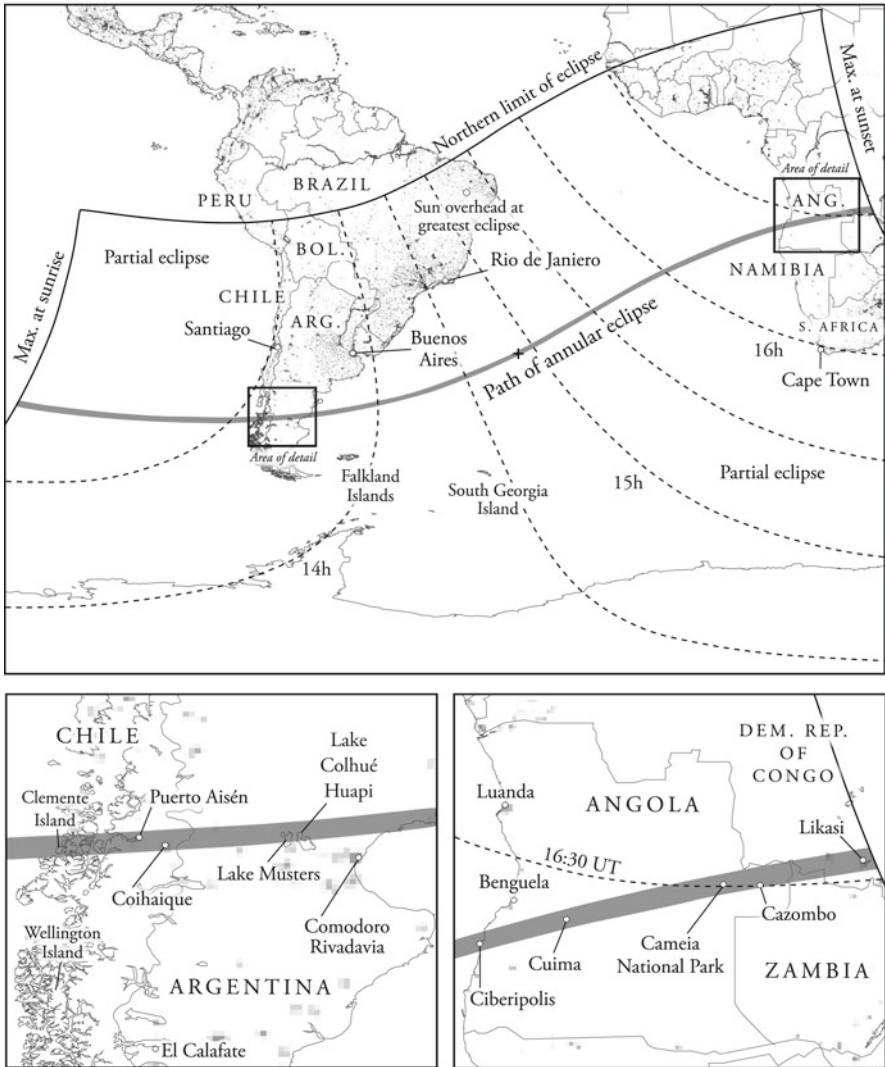 Northern limit of eclipse
Max. at sunset
Area of detail
ANG.
PERU
BRAZIL
Sun overhead at
greatest eclipse
Partial eclipse
BOL.
Rio de Janiero
NAMIBIA
Max. at sunrise
CHILE
ARG.
Santiago
Buenos
Aires
Path of annular eclipse
S. AFRICA
16h
Cape Town
Area of detail
Falkland
Islands
South Georgia
Island
15h
Partial eclipse
14h
CHILE
Lake
Colhué
Huapi
Clemente
Island
Puerto Aisén
Lake Musters
Coihaique
Comodoro
Rivadavia
Wellington
Island
ARGENTINA
El Calafate
DEM. REP.
OF
CONGO
Luanda
ANGOLA
Likasi
16:30 UT
Benguela
Cazombo
Cameia
National Park
Cuima
ZAMBIA
Ciberipolis